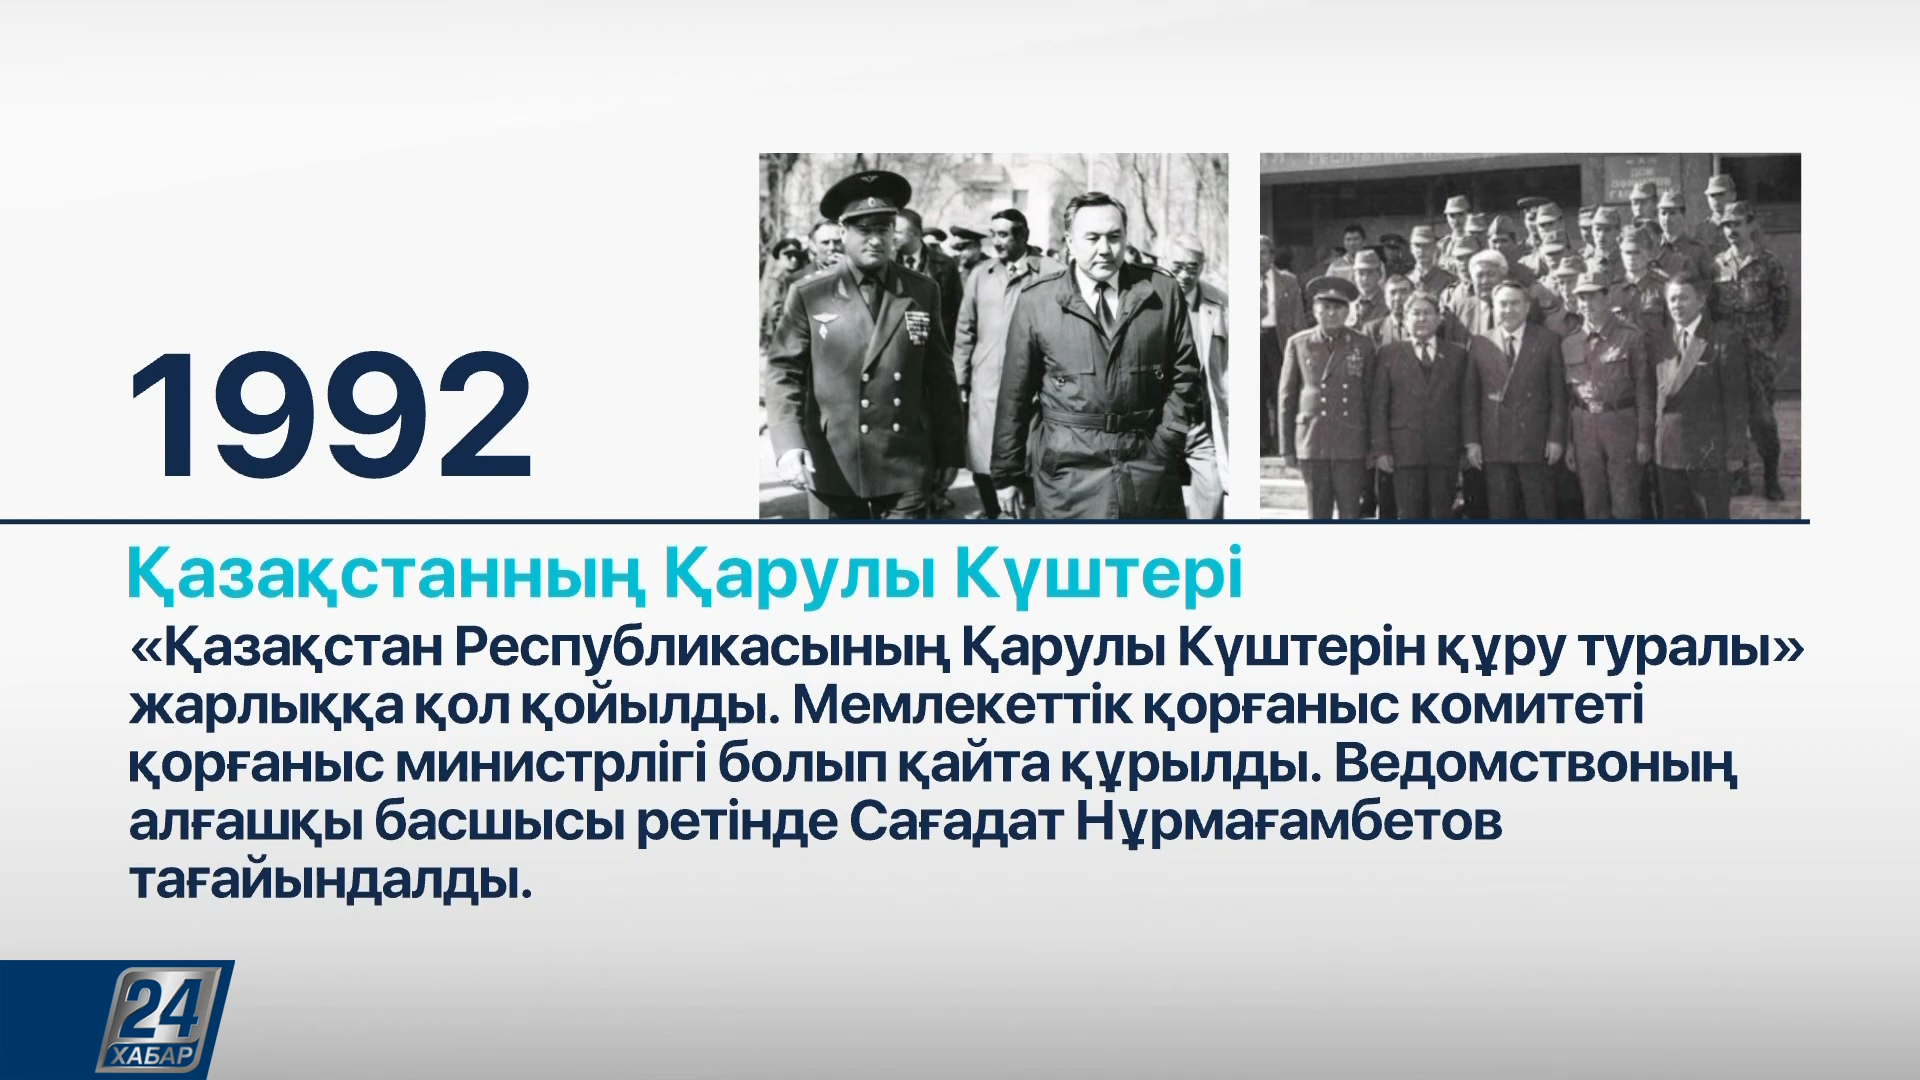 1992
Қазақстанның Қарулы Күштері
«Қазақстан Республикасының Қарулы Күштерін құру туралы»
жарлыққа қол қойылды. Мемлекеттік қорғаныс комитеті
қорғаныс министрлігі болып қайта құрылды. Ведомствоның
алғашқы басшысы ретінде Сағадат Нұрмағамбетов
тағайындалды.
24
ХАБАР